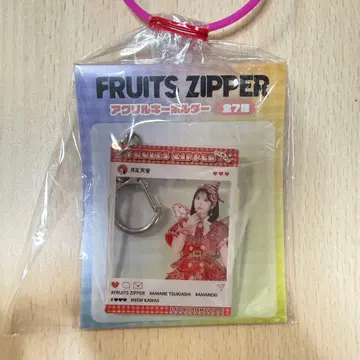 FRUITS ZIPPER
アクリルキーホルダー 全7種
FRUITS ZIPPER
月足天音
#FRUITS ZIPPER #AMANE TSUKIASHI #AMANEKI
#♥♥♥ #NEW KAWAII